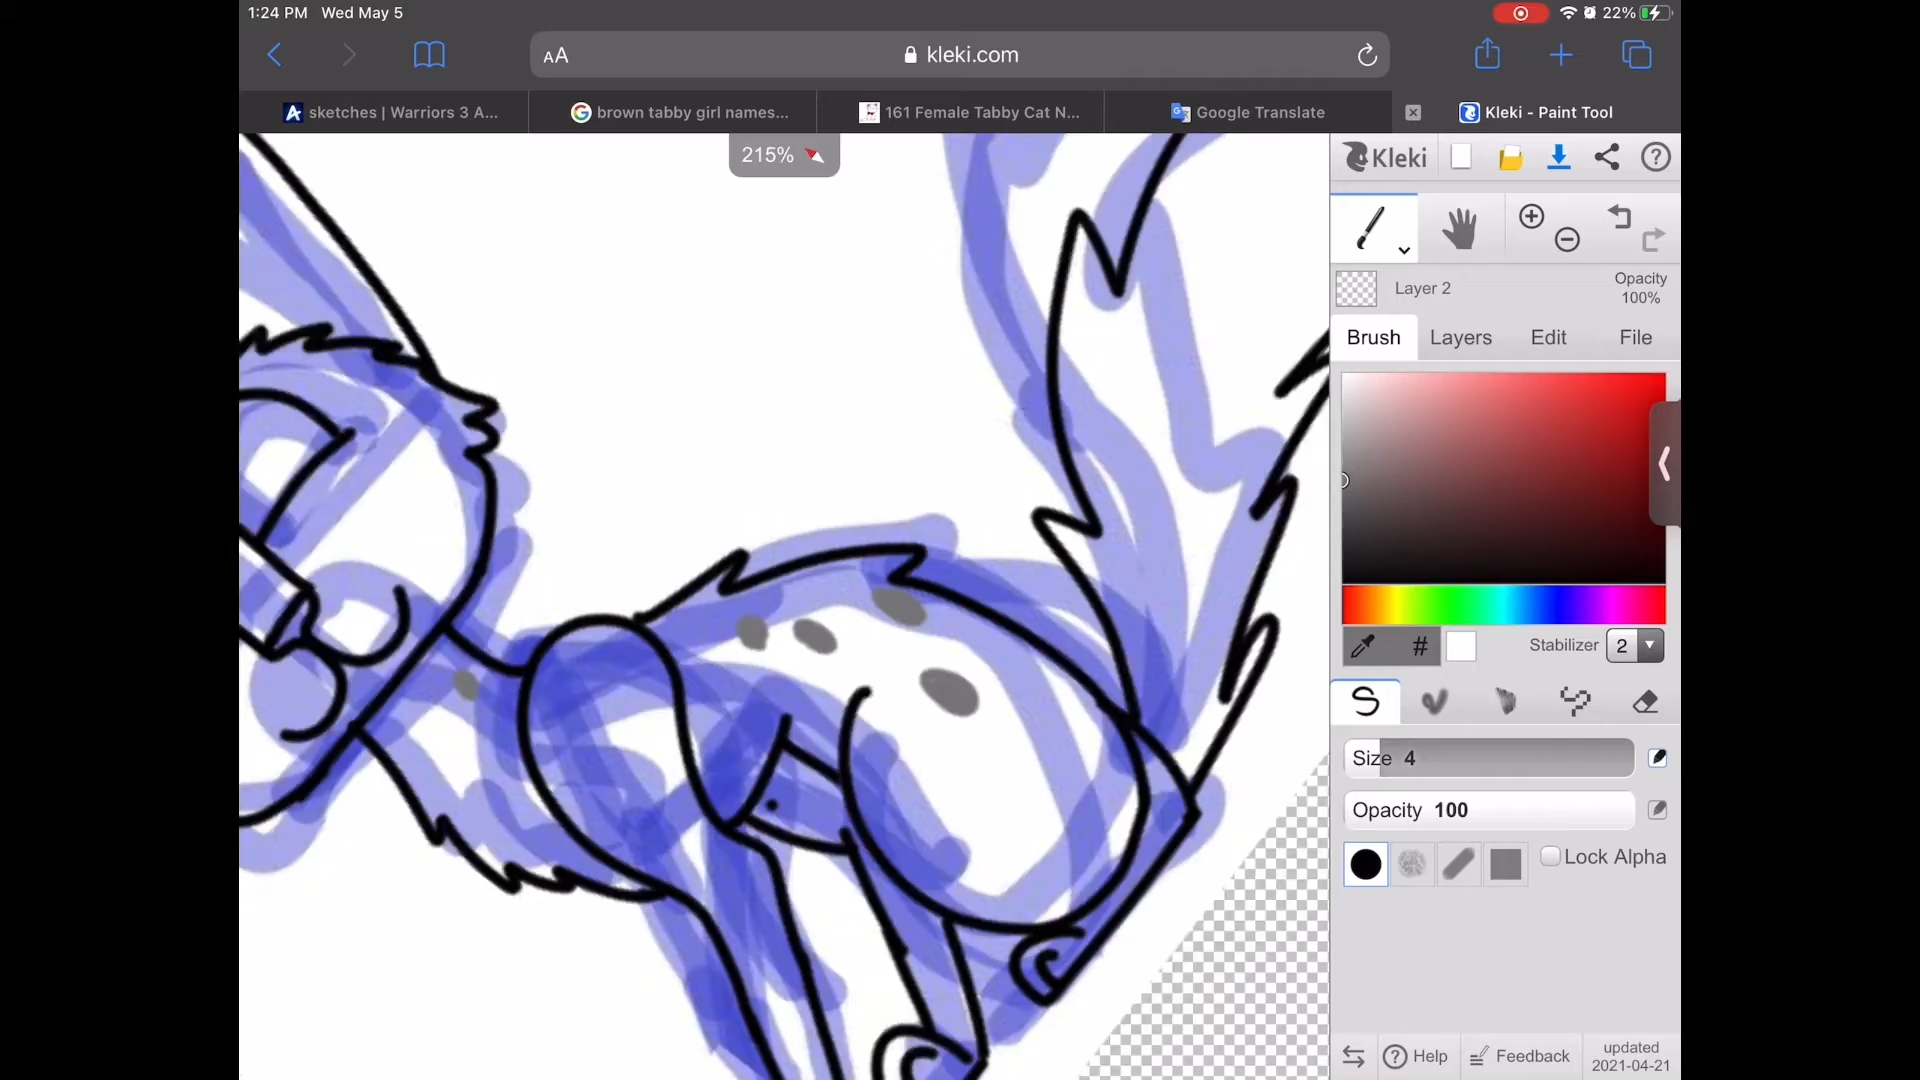 1:24 PM Wed May 5
22%
AA
kleki.com
sketches | Warriors 3 A...
brown tabby girl names...
161 Female Tabby Cat N...
Google Translate
Kleki - Paint Tool
215%
Kleki
Layer 2
Opacity
100%
Brush
Layers
Edit
File
#
Stabilizer
2
Size 4
Opacity 100
Lock Alpha
Help
Feedback
updated
2021-04-21